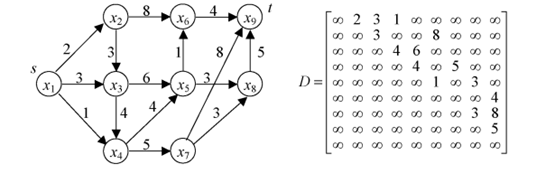 x₂ 8 x₆ 4 x₉ t
s 2 3 1 8 5
x₁ 3 x₃ 6 x₅ 3 x₈
1 4 4 3
x₄ 5 x₇
D =
∞ 2 3 1 ∞ ∞ ∞ ∞ ∞
∞ ∞ 3 ∞ ∞ 8 ∞ ∞ ∞
∞ ∞ ∞ 4 6 ∞ ∞ ∞ ∞
∞ ∞ ∞ ∞ 4 ∞ 5 ∞ ∞
∞ ∞ ∞ ∞ ∞ 1 ∞ 3 ∞
∞ ∞ ∞ ∞ ∞ ∞ ∞ ∞ 4
∞ ∞ ∞ ∞ ∞ ∞ ∞ 3 8
∞ ∞ ∞ ∞ ∞ ∞ ∞ ∞ 5
∞ ∞ ∞ ∞ ∞ ∞ ∞ ∞ ∞